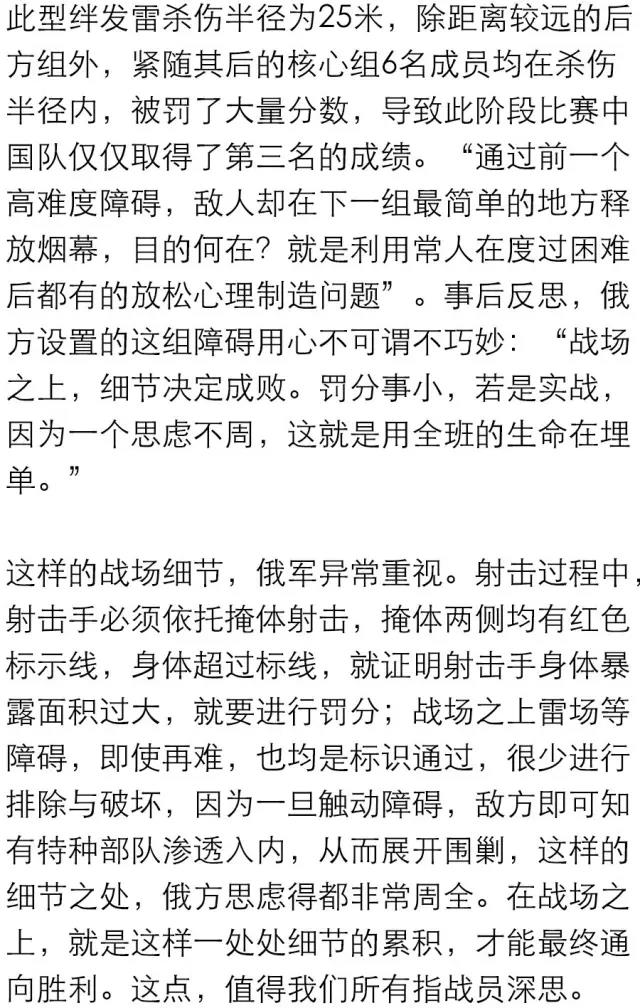 此型绊发雷杀伤半径为25米，除距离较远的后
方组外，紧随其后的核心组6名成员均在杀伤
半径内，被罚了大量分数，导致此阶段比赛中
国队仅仅取得了第三名的成绩。“通过前一个
高难度障碍，敌人却在下一组最简单的地方释
放烟幕，目的何在？就是利用常人在度过困难
后都有的放松心理制造问题”。事后反思，俄
方设置的这组障碍用心不可谓不巧妙：“战场
之上，细节决定成败。罚分事小，若是实战，
因为一个思虑不周，这就是用全班的生命在埋
单。”
这样的战场细节，俄军异常重视。射击过程中，
射击手必须依托掩体射击，掩体两侧均有红色
标示线，身体超过标线，就证明射击手身体暴
露面积过大，就要进行罚分；战场之上雷场等
障碍，即使再难，也均是标识通过，很少进行
排除与破坏，因为一旦触动障碍，敌方即可知
有特种部队渗透入内，从而展开围剿，这样的
细节之处，俄方思虑得都非常周全。在战场之
上，就是这样一处处细节的累积，才能最终通
向胜利。这点，值得我们所有指战员深思。